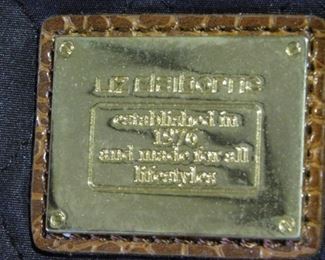 liz claiborne
established in
1976
and made for all
lifestyles